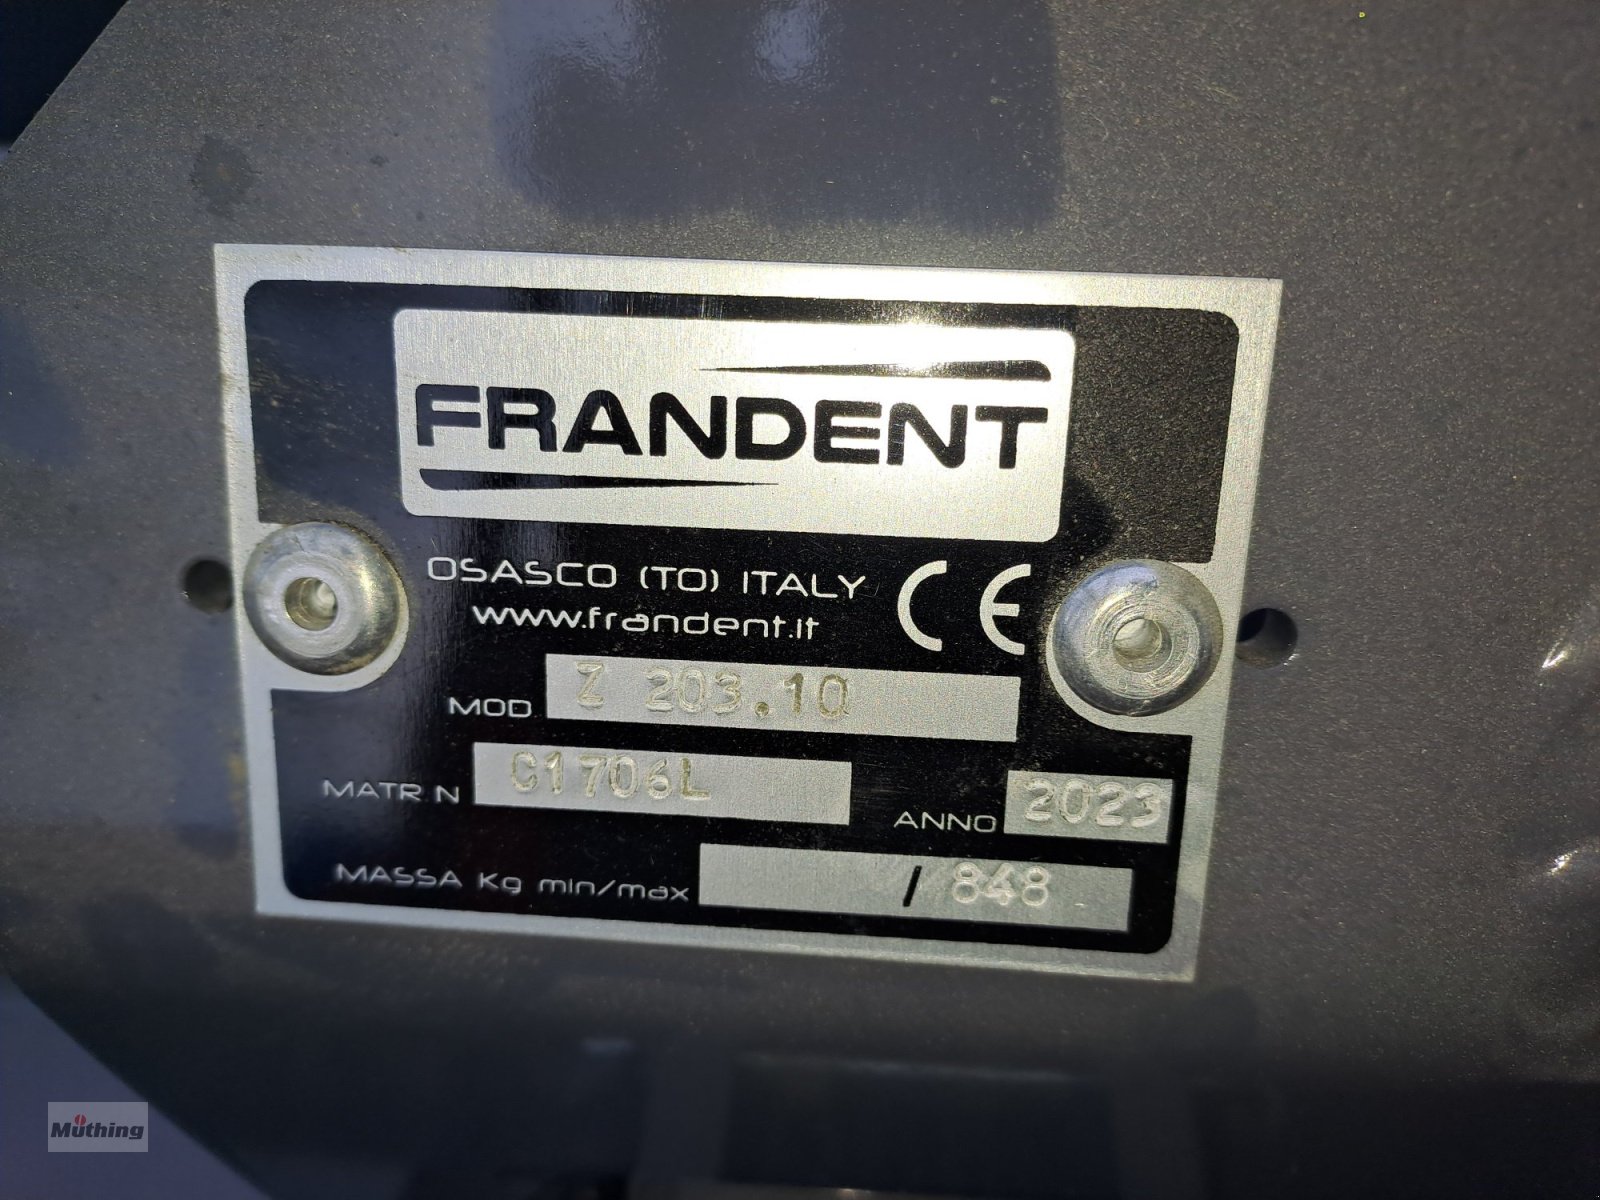 FRANDENT
OSASCO (TO) ITALY CE
www.frandent.it
MOD Z 203.10
MATR. N C1706L ANNO 2023
MASSA Kg min/max / 848
Müthing